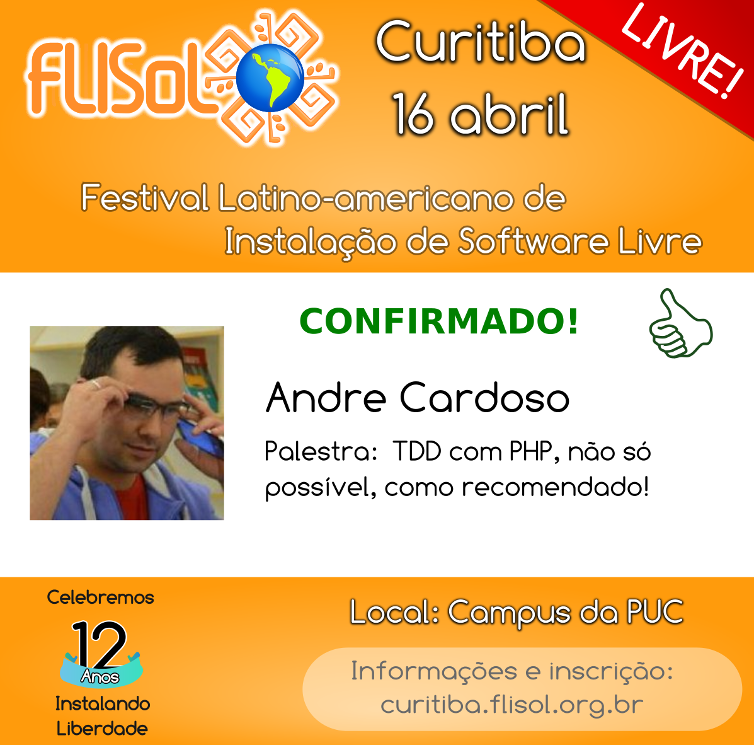 FLISoL
Curitiba
16 abril
LIVRE!
Festival Latino-americano de
Instalação de Software Livre
CONFIRMADO!
Andre Cardoso
Palestra:  TDD com PHP, não só
possível, como recomendado!
Celebremos
12
Anos
Instalando
Liberdade
Local: Campus da PUC
Informações e inscrição:
curitiba.flisol.org.br